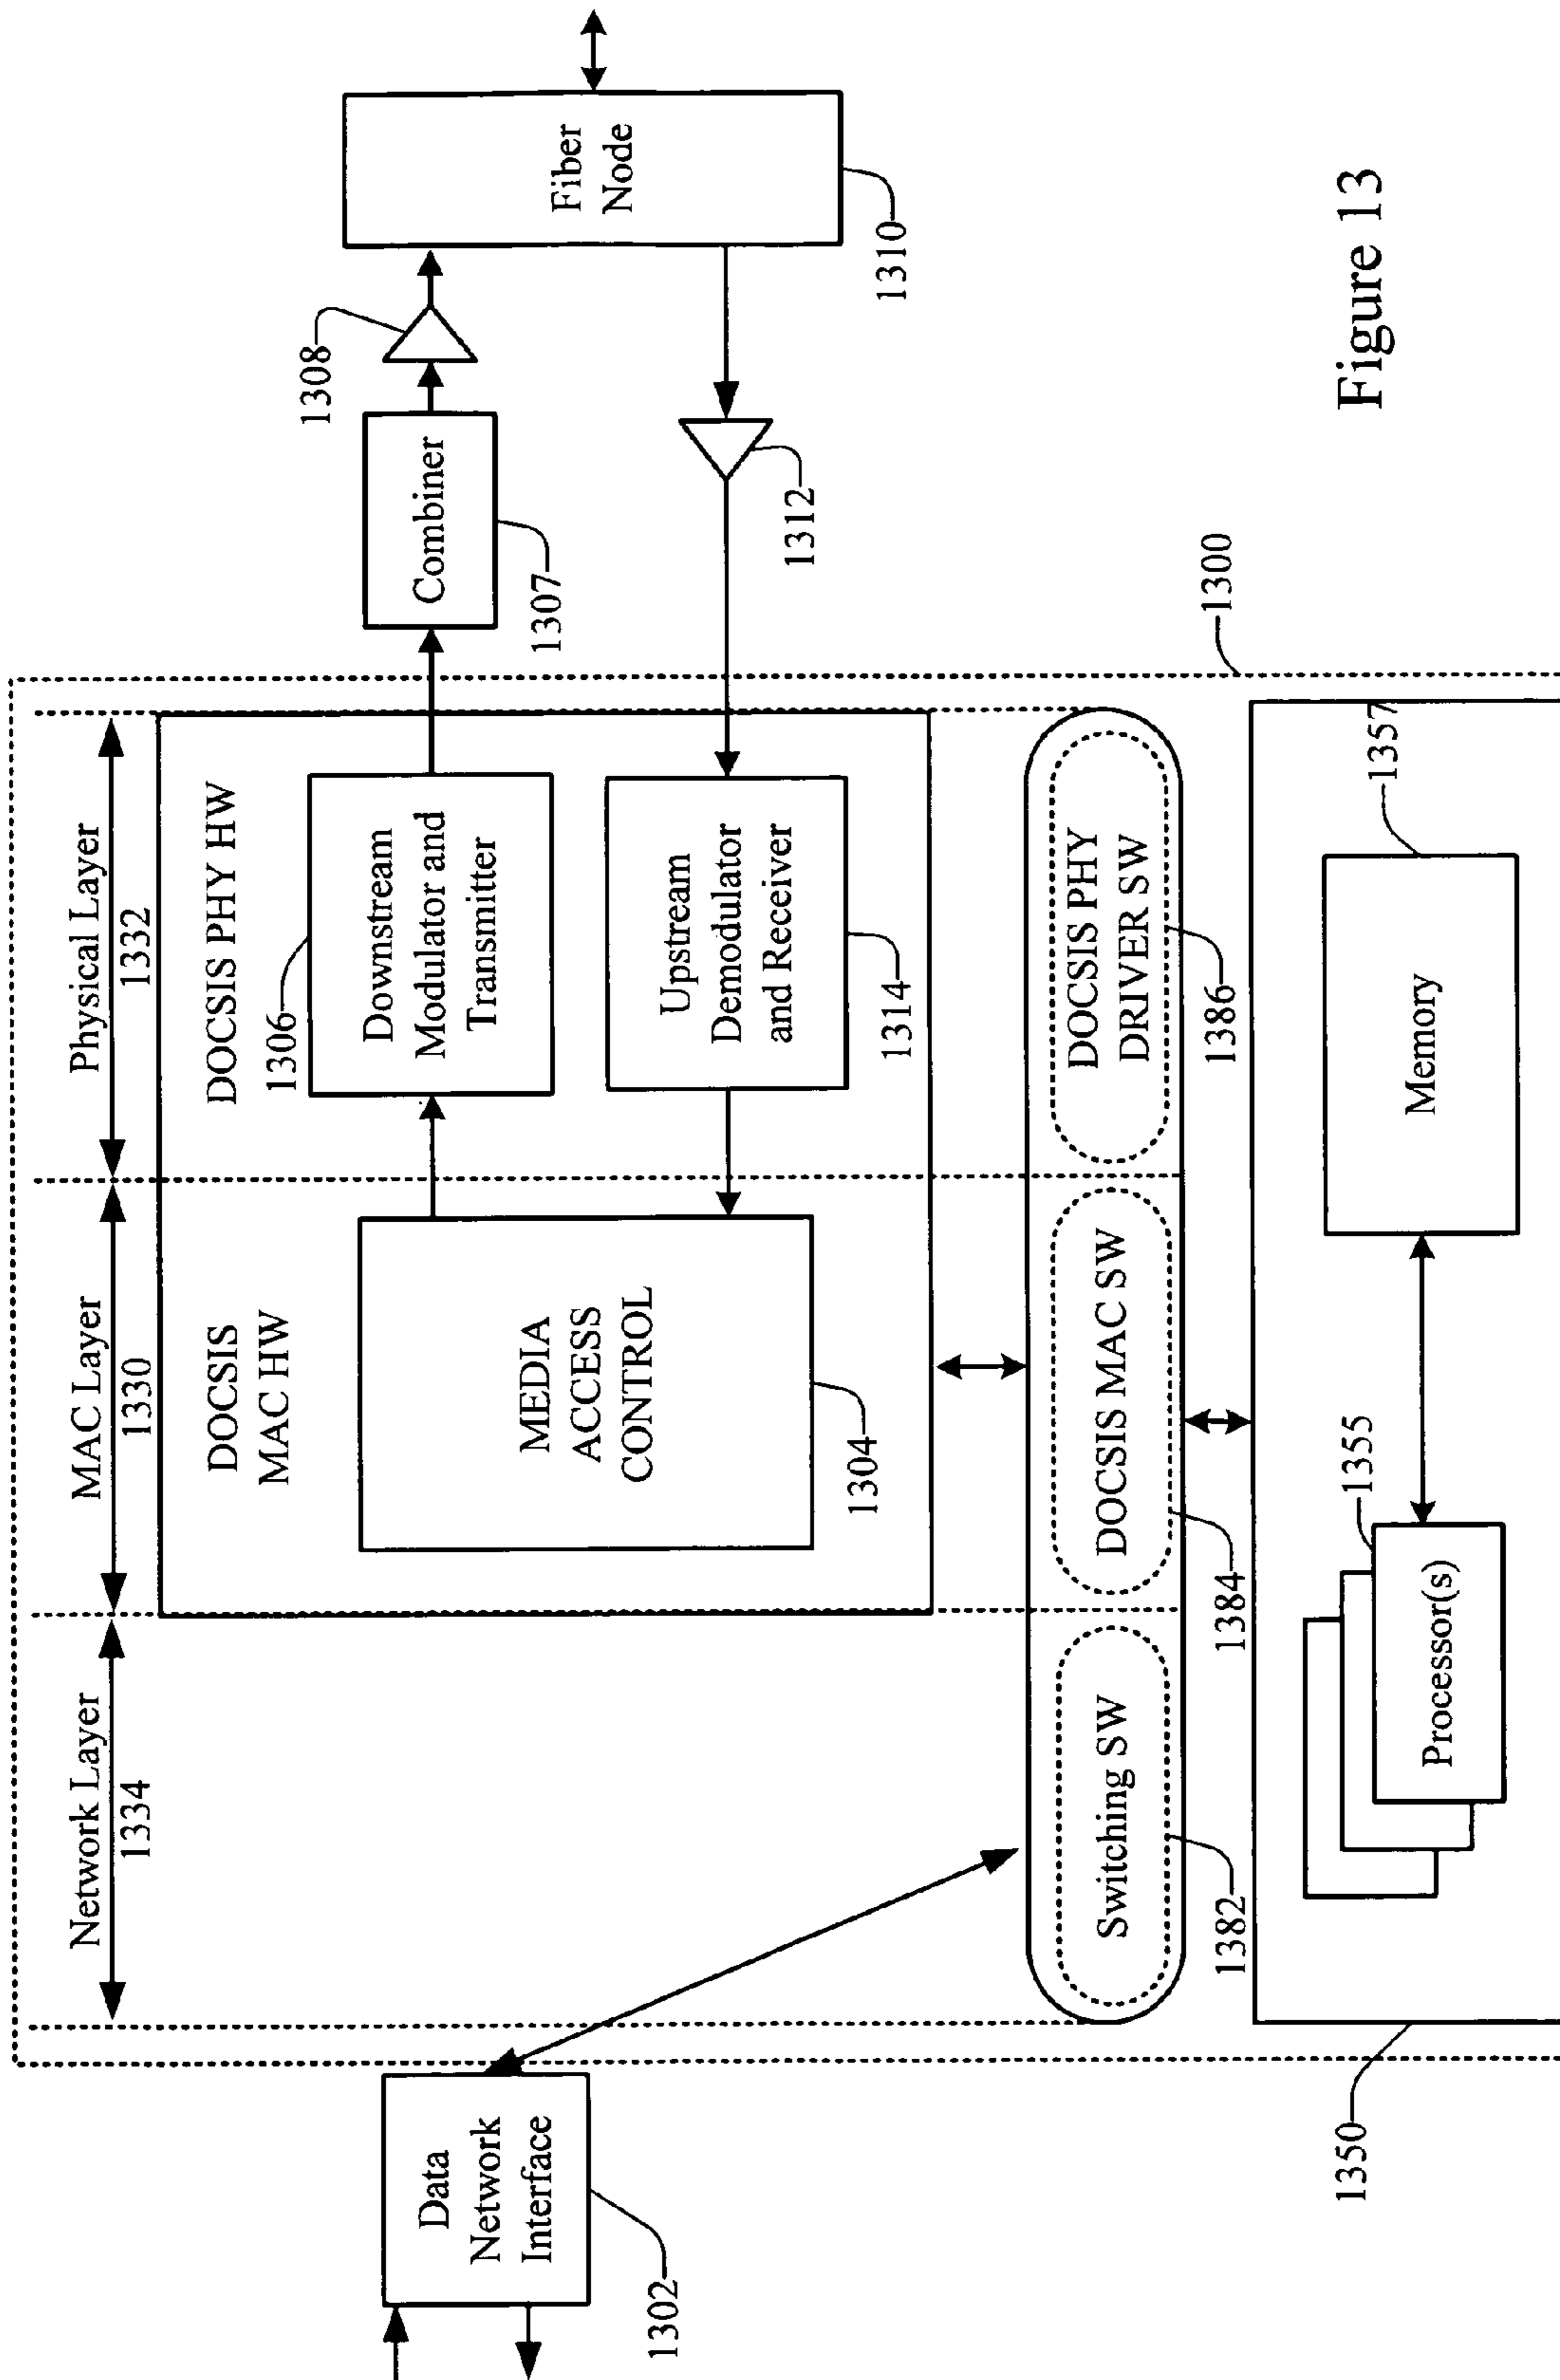 Network Layer
1334
MAC Layer
1330
Physical Layer
1332
DOCSIS
MAC HW
DOCSIS PHY HW
Data
Network
Interface
1302
MEDIA
ACCESS
CONTROL
1304
1306
Downstream
Modulator and
Transmitter
Upstream
Demodulator
and Receiver
1314
Combiner
1307
1308
1312
Fiber
Node
1310
Switching SW
1382
DOCSIS MAC SW
1384
DOCSIS PHY
DRIVER SW
1386
1300
1350
Processor(s)
1355
Memory
1357
Figure 13